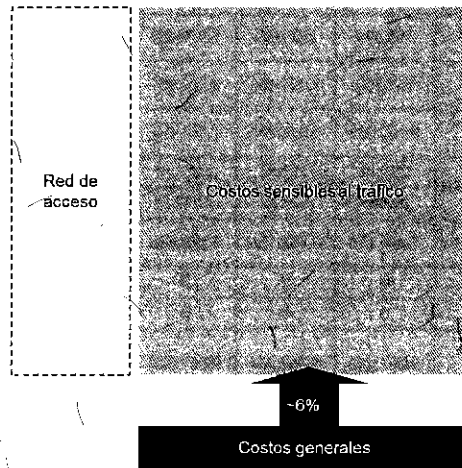 Red de
acceso
Costos sensibles al tráfico
~6%
Costos generales